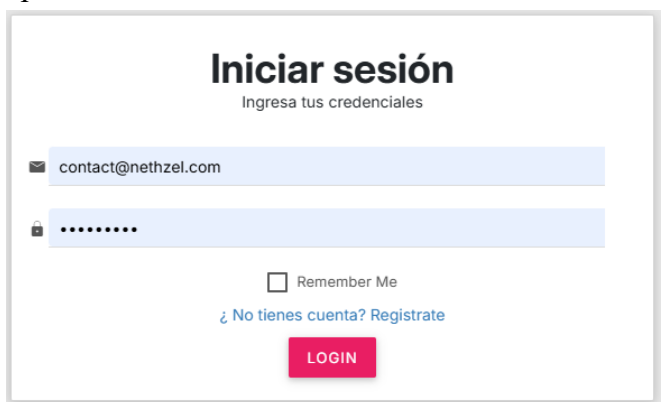 Iniciar sesión
Ingresa tus credenciales
contact@nethzel.com
•••••••••
Remember Me
¿ No tienes cuenta? Registrate
LOGIN